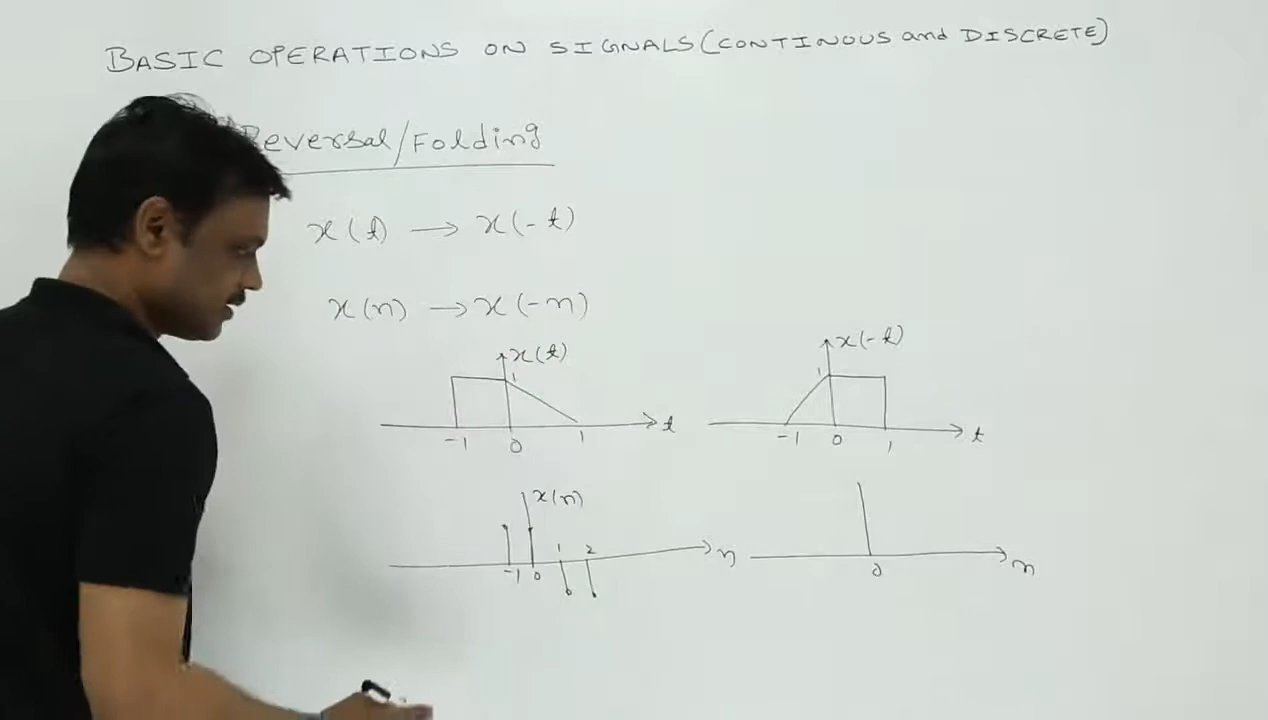 BASIC OPERATIONS ON SIGNALS (CONTINOUS and DISCRETE)
Reversal/Folding
x(t) → x(-t)
x(n) → x(-n)
x(t)
1
-1 0 1 t
x(-t)
1
-1 0 1 t
x(n)
1 2
-1 0 n
0 n